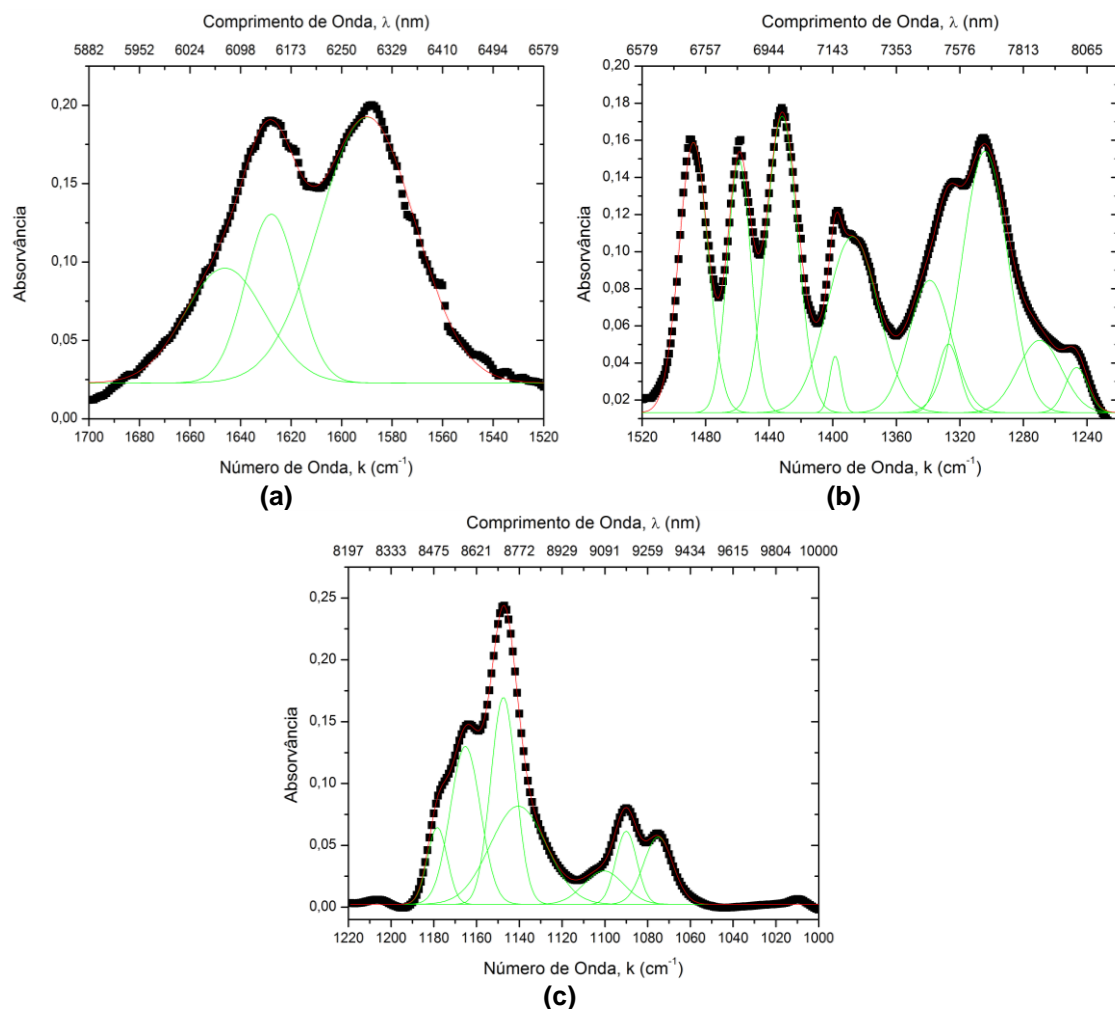 Comprimento de Onda, λ (nm)
5882 5952 6024 6098 6173 6250 6329 6410 6494 6579
0,20
0,15
0,10
0,05
0,00
Absorvância
1700 1680 1660 1640 1620 1600 1580 1560 1540 1520
Número de Onda, k (cm⁻¹)
(a)
Comprimento de Onda, λ (nm)
6579 6757 6944 7143 7353 7576 7813 8065
0,20
0,18
0,16
0,14
0,12
0,10
0,08
0,06
0,04
0,02
Absorvância
1520 1480 1440 1400 1360 1320 1280 1240
Número de Onda, k (cm⁻¹)
(b)
Comprimento de Onda, λ (nm)
8197 8333 8475 8621 8772 8929 9091 9259 9434 9615 9804 10000
0,25
0,20
0,15
0,10
0,05
0,00
Absorvância
1220 1200 1180 1160 1140 1120 1100 1080 1060 1040 1020 1000
Número de Onda, k (cm⁻¹)
(c)